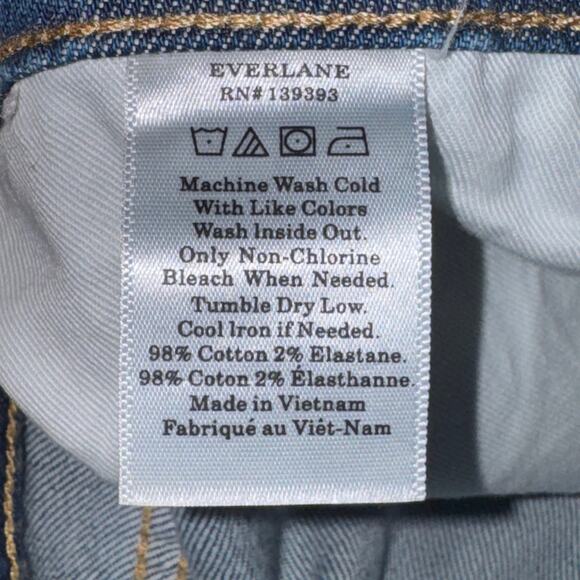 EVERLANE
RN# 139393
Machine Wash Cold
With Like Colors
Wash Inside Out.
Only Non-Chlorine
Bleach When Needed.
Tumble Dry Low.
Cool Iron if Needed.
98% Cotton 2% Elastane.
98% Coton 2% Élasthanne.
Made in Vietnam
Fabriqué au Viêt-Nam